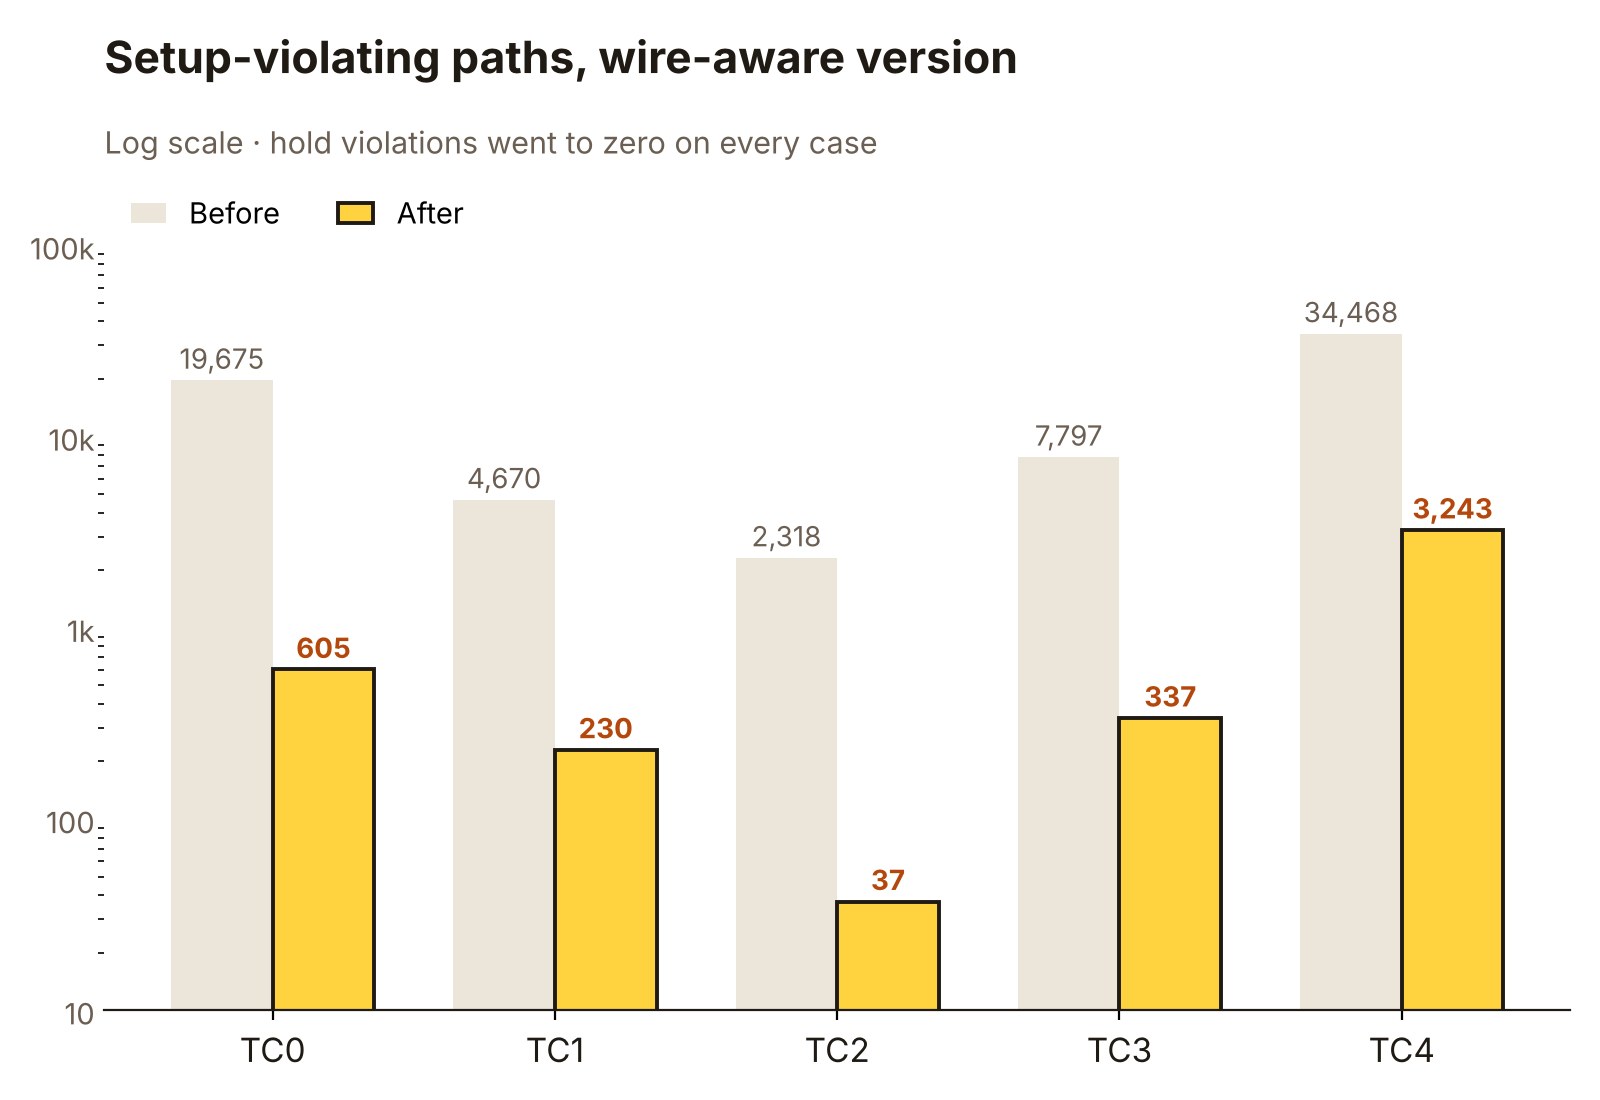 Setup-violating paths, wire-aware version
Log scale · hold violations went to zero on every case
Before After
100k
34,468
19,675
10k
7,797
4,670
3,243
2,318
1k
605
337
230
100
37
10
TC0 TC1 TC2 TC3 TC4